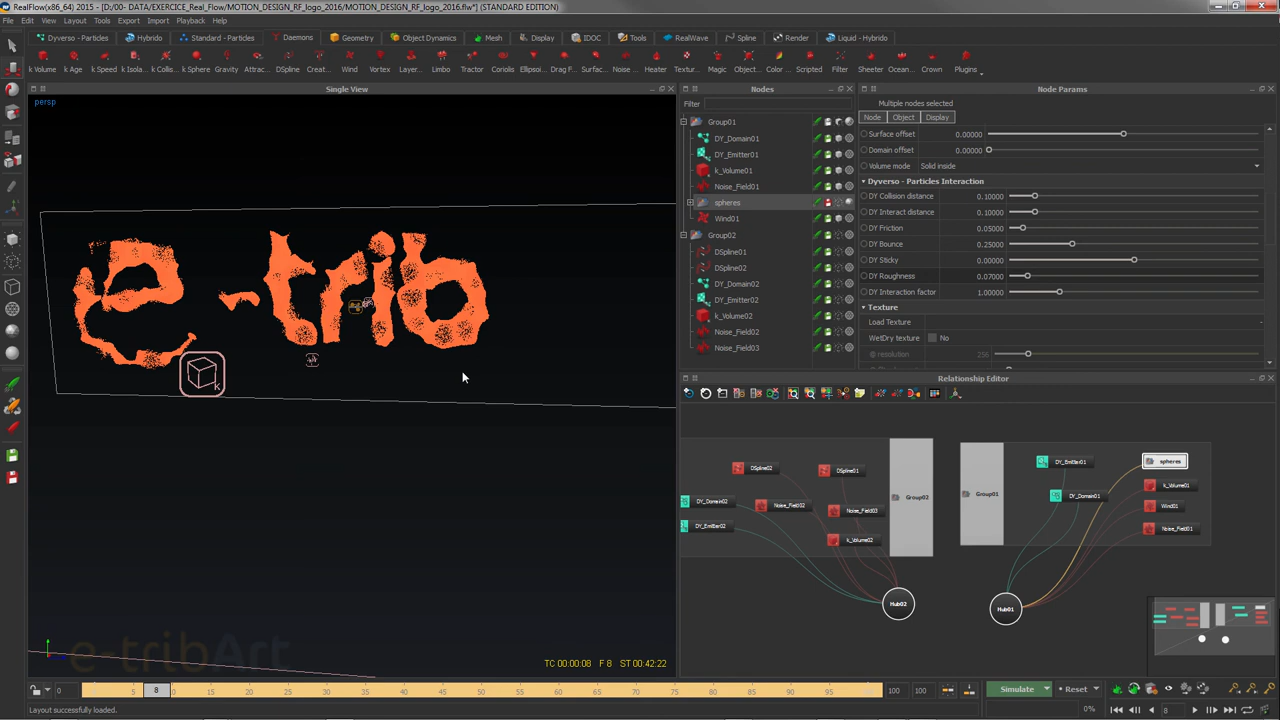 RealFlow(x86_64) 2015 - [D:/00- DATA/EXERCICE_Real_Flow/MOTION_DESIGN_RF_logo_2016/MOTION_DESIGN_RF_logo_2016.flw*] (STANDARD EDITION)
File Edit View Layout Tools Export Import Playback Help
Dyverso - Particles Hybrido Standard - Particles Daemons Geometry Object Dynamics Mesh Display IDOC Tools RealWave Spline Render Liquid - Hybrido
k Volume k Age k Speed k Isola... k Collis... k Sphere Gravity Attrac... DSpline Creat... Wind Vortex Layer... Limbo Tractor Coriolis Ellipsoi... Drag F... Surfac... Noise ... Heater Textur... Magic Object... Color ... Scripted Filter Sheeter Ocean... Crown Plugins
Single View
persp
e-trib
e-tribArt
TC 00:00:08 F 8 ST 00:42:22
Nodes
Filter
Group01
DY_Domain01
DY_Emitter01
k_Volume01
Noise_Field01
spheres
Wind01
Group02
DSpline01
DSpline02
DY_Domain02
DY_Emitter02
k_Volume02
Noise_Field02
Noise_Field03
Node Params
Multiple nodes selected
Node Object Display
Surface offset 0.00000
Domain offset 0.00000
Volume mode Solid inside
Dyverso - Particles Interaction
DY Collision distance 0.10000
DY Interact distance 0.10000
DY Friction 0.05000
DY Bounce 0.25000
DY Sticky 0.00000
DY Roughness 0.07000
DY Interaction factor 1.00000
Texture
Load Texture
WetDry texture No
@ resolution 256
Relationship Editor
DSpline02 DSpline01
DY_Domain02 Noise_Field02 Noise_Field03
DY_Emitter02 k_Volume02
Group02
Hub02
Group01
DY_Emitter01 spheres
DY_Domain01 k_Volume01
Wind01
Noise_Field01
Hub01
0 5 8 10 15 20 25 30 35 40 45 50 55 60 65 70 75 80 85 90 95 100 100
Simulate Reset
0% 8
Layout successfully loaded.